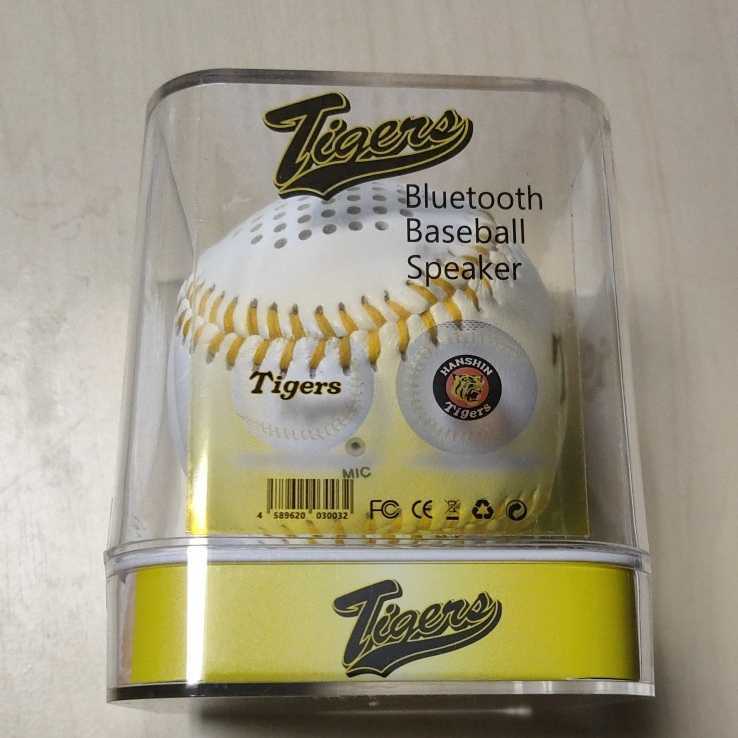 Tigers
Bluetooth
Baseball
Speaker
Tigers
HANSHIN
Tigers
MIC
4 589620 030032
FC CE
Tigers